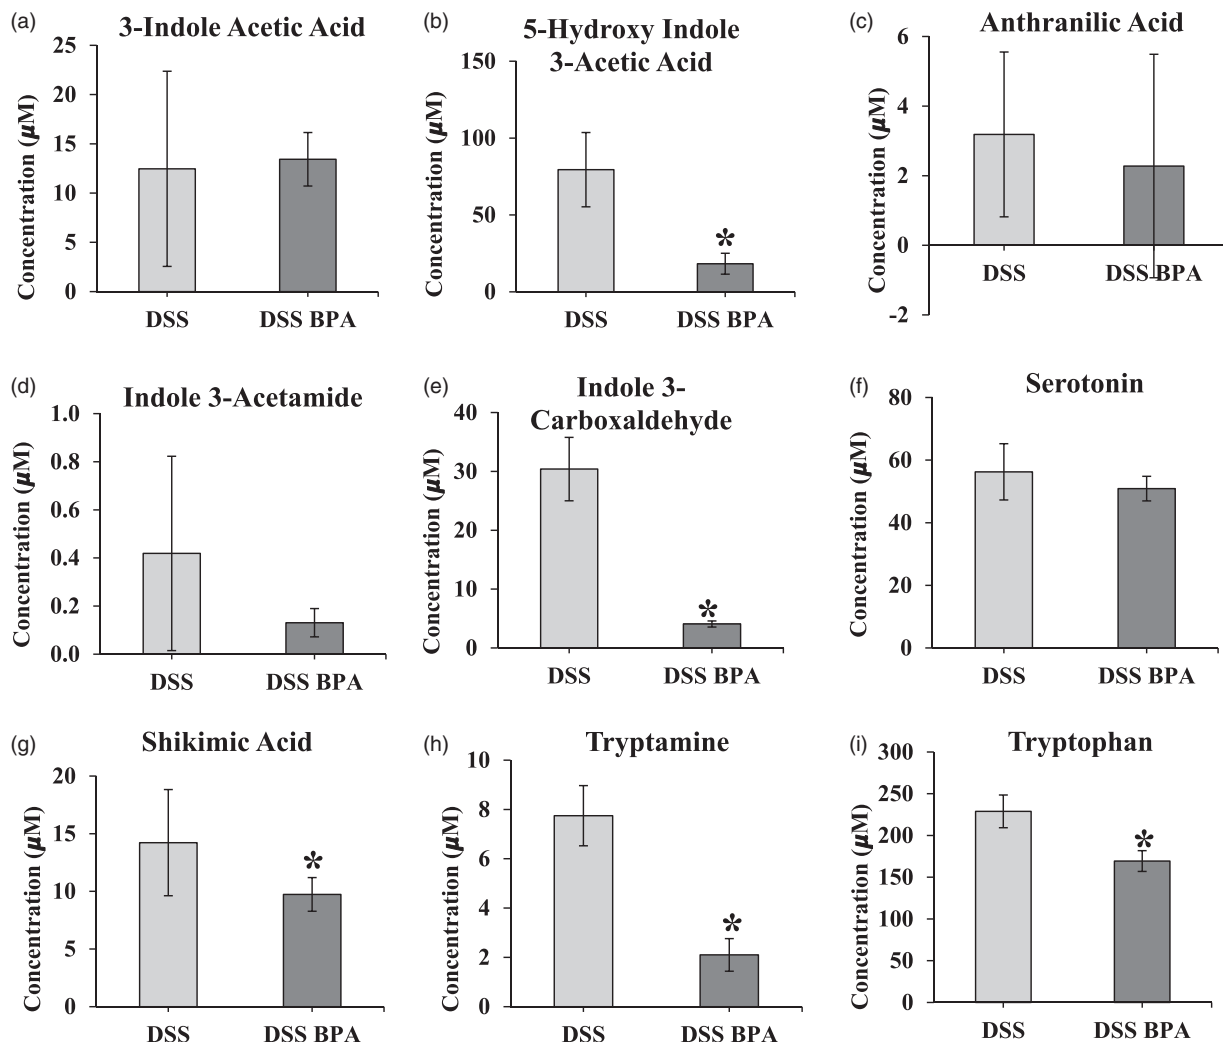 (a)
3-Indole Acetic Acid
Concentration (µM)
25
20
15
10
5
0
DSS
DSS BPA
(b)
5-Hydroxy Indole
3-Acetic Acid
Concentration (µM)
150
100
50
0
*
DSS
DSS BPA
(c)
Anthranilic Acid
Concentration (µM)
6
4
2
0
-2
DSS
DSS BPA
(d)
Indole 3-Acetamide
Concentration (µM)
1.0
0.8
0.6
0.4
0.2
0.0
DSS
DSS BPA
(e)
Indole 3-
Carboxaldehyde
Concentration (µM)
40
30
20
10
0
*
DSS
DSS BPA
(f)
Serotonin
Concentration (µM)
80
60
40
20
0
DSS
DSS BPA
(g)
Shikimic Acid
Concentration (µM)
20
15
10
5
0
*
DSS
DSS BPA
(h)
Tryptamine
Concentration (µM)
10
8
6
4
2
0
*
DSS
DSS BPA
(i)
Tryptophan
Concentration (µM)
300
250
200
150
100
50
0
*
DSS
DSS BPA